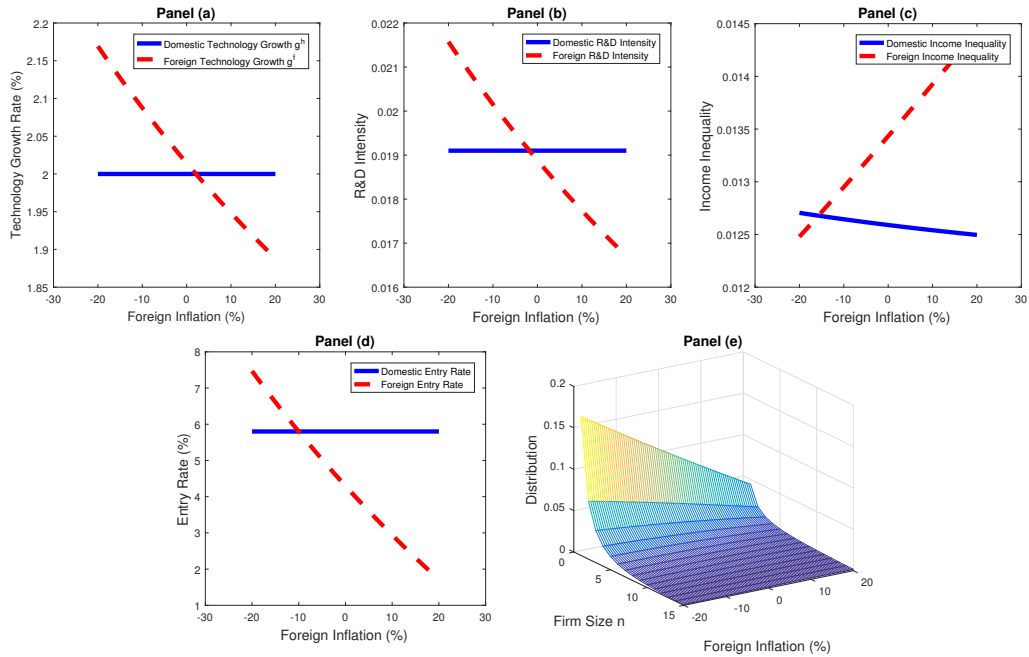 Panel (a)
Technology Growth Rate (%)
2.2
2.15
2.1
2.05
2
1.95
1.9
1.85
Domestic Technology Growth g^h
Foreign Technology Growth g^f
-30 -20 -10 0 10 20 30
Foreign Inflation (%)
Panel (b)
R&D Intensity
0.022
0.021
0.02
0.019
0.018
0.017
0.016
Domestic R&D Intensity
Foreign R&D Intensity
-30 -20 -10 0 10 20 30
Foreign Inflation (%)
Panel (c)
Income Inequality
0.0145
0.014
0.0135
0.013
0.0125
0.012
Domestic Income Inequality
Foreign Income Inequality
-30 -20 -10 0 10 20 30
Foreign Inflation (%)
Panel (d)
Entry Rate (%)
8
7
6
5
4
3
2
1
Domestic Entry Rate
Foreign Entry Rate
-30 -20 -10 0 10 20 30
Foreign Inflation (%)
Panel (e)
Distribution
0.2
0.15
0.1
0.05
0
0 5 10 15
Firm Size n
-20 -10 0 10 20
Foreign Inflation (%)